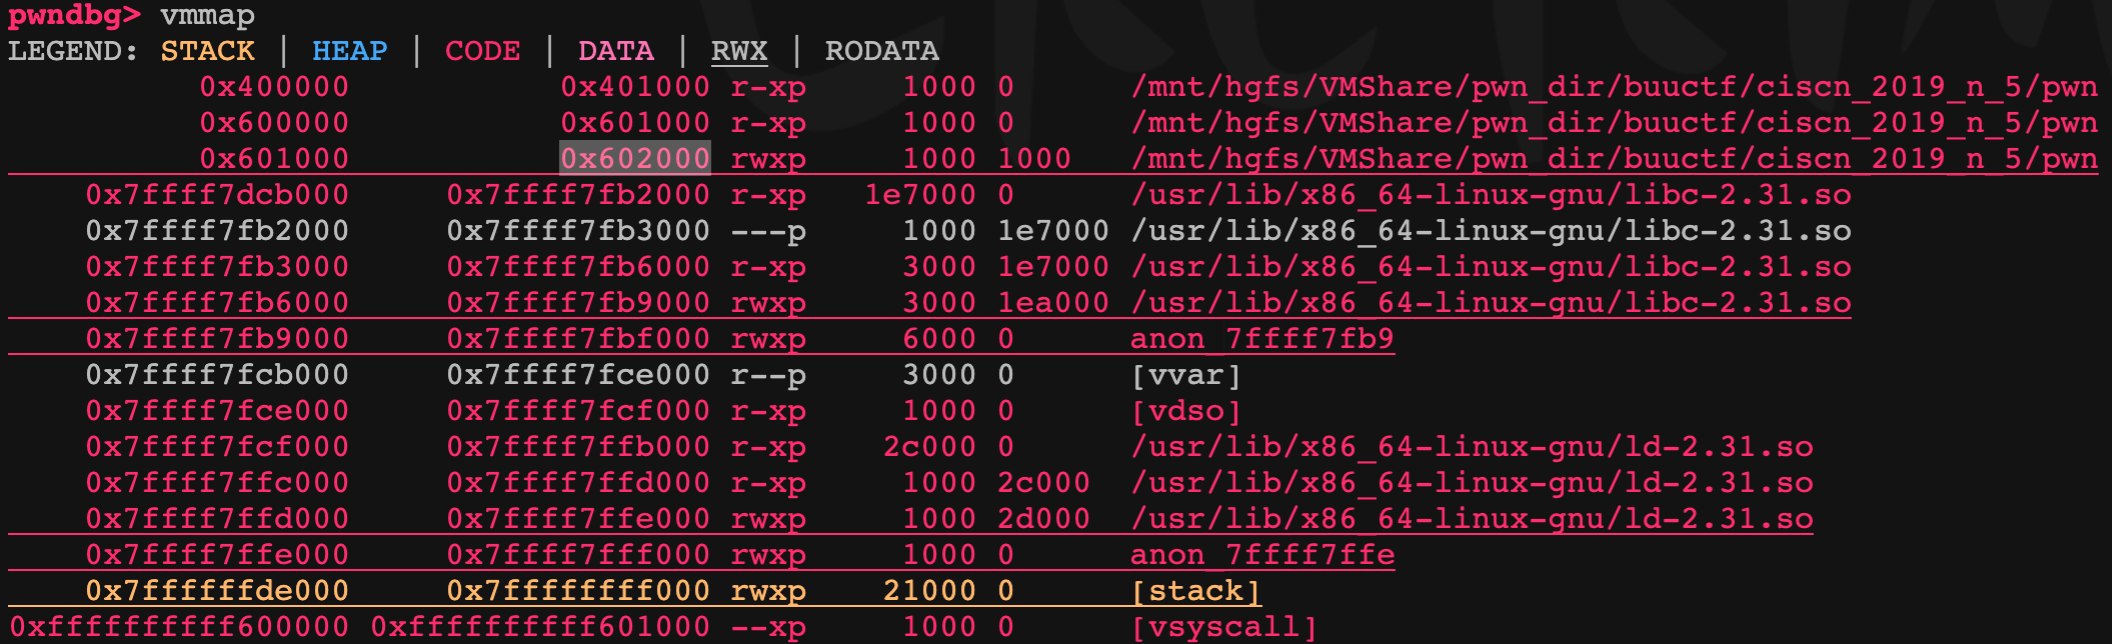 pwndbg> vmmap
LEGEND: STACK | HEAP | CODE | DATA | RWX | RODATA
0x400000 0x401000 r-xp 1000 0 /mnt/hgfs/VMShare/pwn_dir/buuctf/ciscn_2019_n_5/pwn
0x600000 0x601000 r-xp 1000 0 /mnt/hgfs/VMShare/pwn_dir/buuctf/ciscn_2019_n_5/pwn
0x601000 0x602000 rwxp 1000 1000 /mnt/hgfs/VMShare/pwn_dir/buuctf/ciscn_2019_n_5/pwn
0x7ffff7dcb000 0x7ffff7fb2000 r-xp 1e7000 0 /usr/lib/x86_64-linux-gnu/libc-2.31.so
0x7ffff7fb2000 0x7ffff7fb3000 ---p 1000 1e7000 /usr/lib/x86_64-linux-gnu/libc-2.31.so
0x7ffff7fb3000 0x7ffff7fb6000 r-xp 3000 1e7000 /usr/lib/x86_64-linux-gnu/libc-2.31.so
0x7ffff7fb6000 0x7ffff7fb9000 rwxp 3000 1ea000 /usr/lib/x86_64-linux-gnu/libc-2.31.so
0x7ffff7fb9000 0x7ffff7fbf000 rwxp 6000 0 anon_7ffff7fb9
0x7ffff7fcb000 0x7ffff7fce000 r--p 3000 0 [vvar]
0x7ffff7fce000 0x7ffff7fcf000 r-xp 1000 0 [vdso]
0x7ffff7fcf000 0x7ffff7ffb000 r-xp 2c000 0 /usr/lib/x86_64-linux-gnu/ld-2.31.so
0x7ffff7ffc000 0x7ffff7ffd000 r-xp 1000 2c000 /usr/lib/x86_64-linux-gnu/ld-2.31.so
0x7ffff7ffd000 0x7ffff7ffe000 rwxp 1000 2d000 /usr/lib/x86_64-linux-gnu/ld-2.31.so
0x7ffff7ffe000 0x7ffff7fff000 rwxp 1000 0 anon_7ffff7ffe
0x7ffffffde000 0x7ffffffff000 rwxp 21000 0 [stack]
0xffffffffff600000 0xffffffffff601000 --xp 1000 0 [vsyscall]